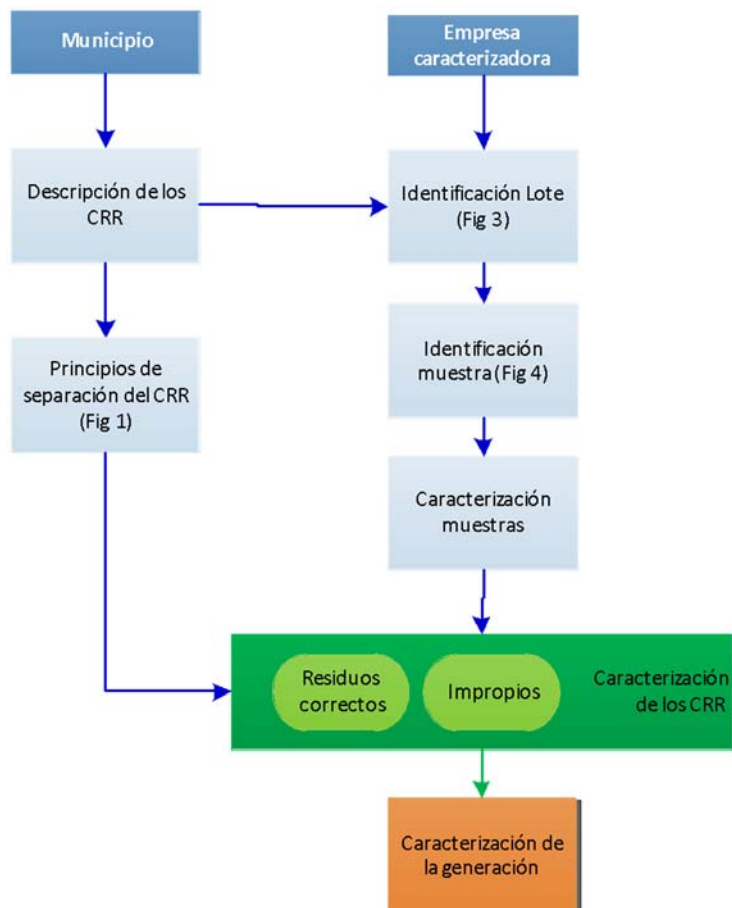 Municipio
Empresa
caracterizadora
Descripción de los
CRR
Identificación Lote
(Fig 3)
Principios de
separación del CRR
(Fig 1)
Identificación
muestra (Fig 4)
Caracterización
muestras
Residuos
correctos
Impropios
Caracterización
de los CRR
Caracterización de
la generación